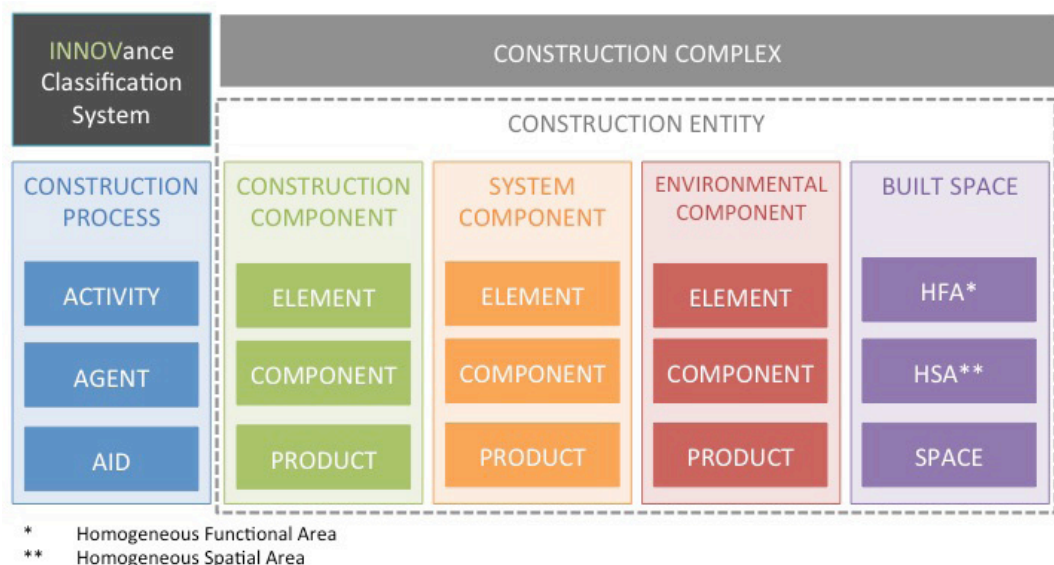 INNOVance
Classification
System
CONSTRUCTION COMPLEX
CONSTRUCTION ENTITY
CONSTRUCTION
PROCESS
ACTIVITY
AGENT
AID
CONSTRUCTION
COMPONENT
ELEMENT
COMPONENT
PRODUCT
SYSTEM
COMPONENT
ELEMENT
COMPONENT
PRODUCT
ENVIRONMENTAL
COMPONENT
ELEMENT
COMPONENT
PRODUCT
BUILT SPACE
HFA*
HSA**
SPACE
* Homogeneous Functional Area
** Homogeneous Spatial Area